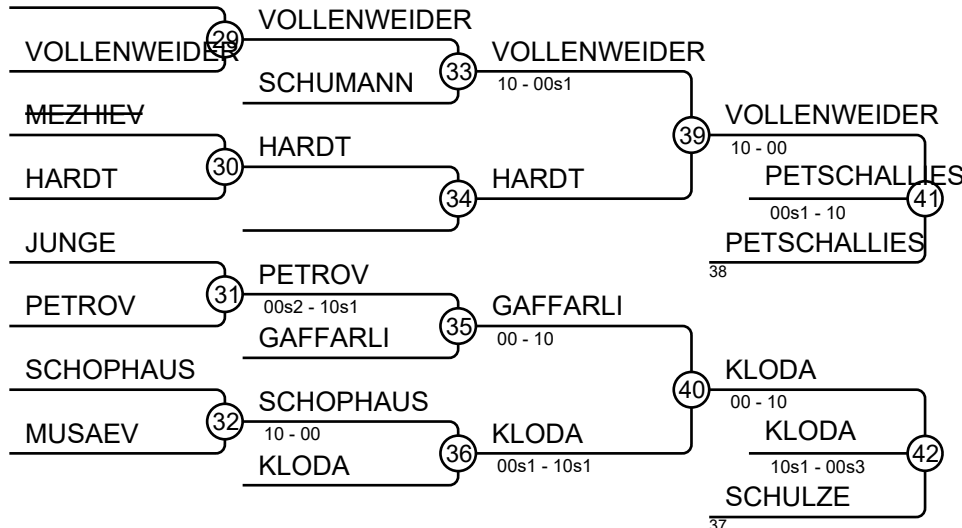 VOLLENWEIDER
29
VOLLENWEIDER
SCHUMANN
33
VOLLENWEIDER
10 - 00s1
MEZHIEV
HARDT
30
HARDT
34
HARDT
39
VOLLENWEIDER
10 - 00
PETSCHALLIES
00s1 - 10
41
PETSCHALLIES
38
JUNGE
PETROV
31
PETROV
00s2 - 10s1
GAFFARLI
35
GAFFARLI
00 - 10
SCHOPHAUS
MUSAEV
32
SCHOPHAUS
10 - 00
KLODA
36
KLODA
00s1 - 10s1
40
KLODA
00 - 10
KLODA
10s1 - 00s3
42
SCHULZE
37